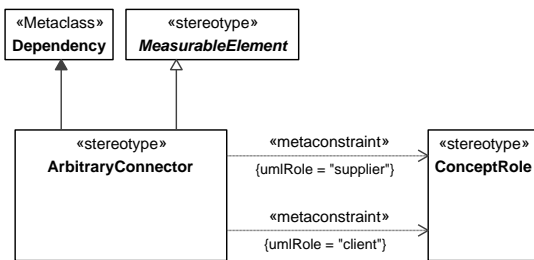 «Metaclass»
Dependency
«stereotype»
MeasurableElement
«stereotype»
ArbitraryConnector
«metaconstraint»
{umlRole = "supplier"}
«metaconstraint»
{umlRole = "client"}
«stereotype»
ConceptRole